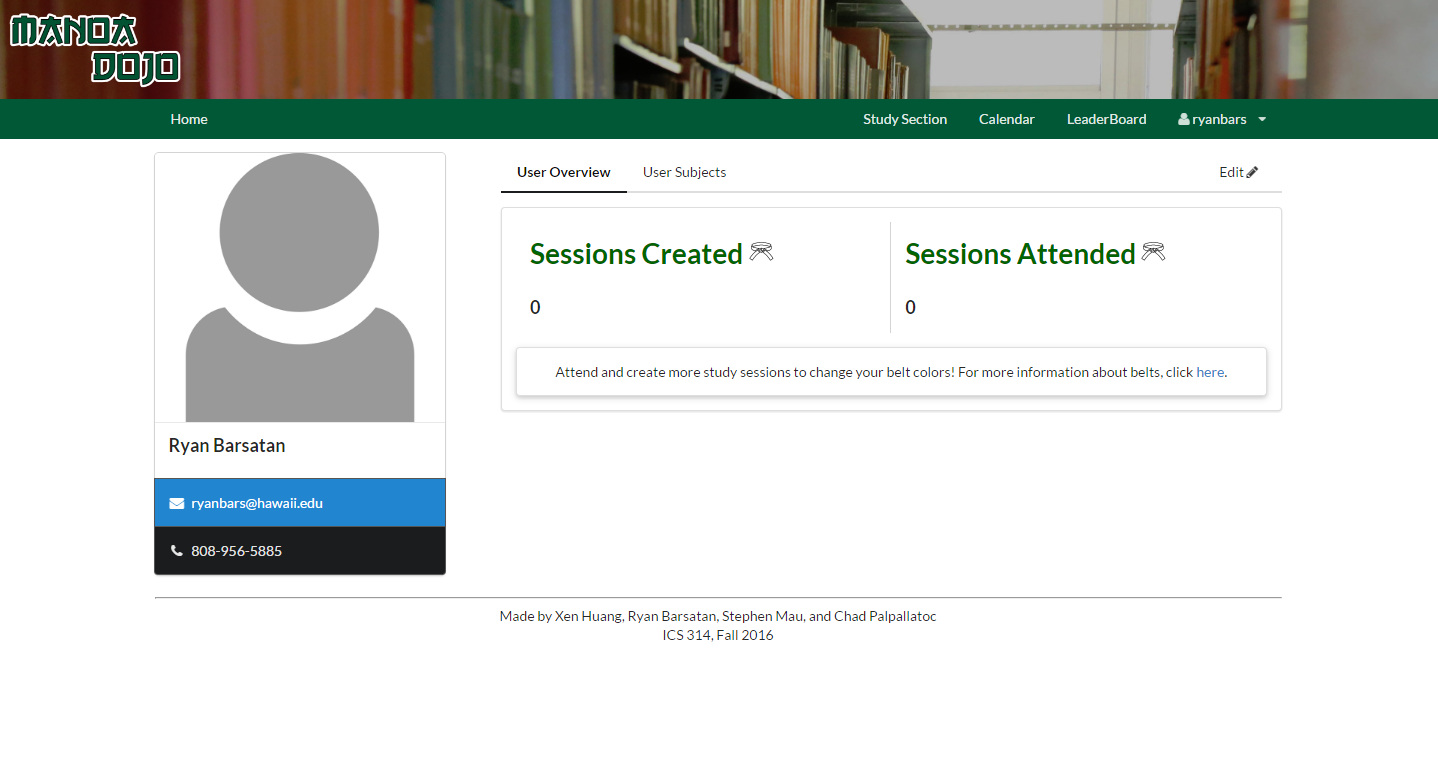 MANOA
DOJO
Home
Study Section
Calendar
LeaderBoard
ryanbars
User Overview
User Subjects
Edit
Sessions Created
0
Sessions Attended
0
Attend and create more study sessions to change your belt colors! For more information about belts, click here.
Ryan Barsatan
ryanbars@hawaii.edu
808-956-5885
Made by Xen Huang, Ryan Barsatan, Stephen Mau, and Chad Palpallatoc
ICS 314, Fall 2016